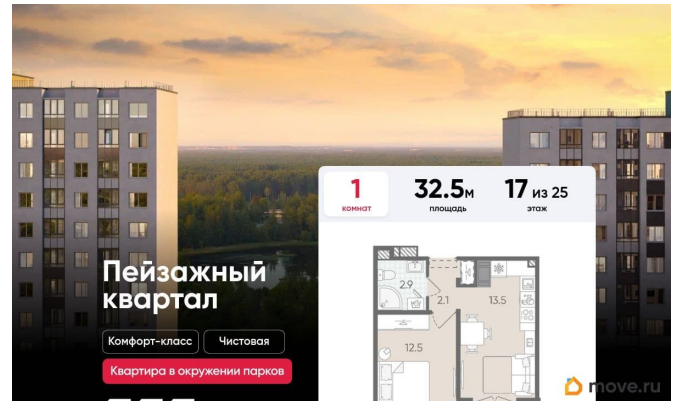 1
комнат
32.5м
площадь
17 из 25
этаж
Пейзажный
квартал
2.9
2.1
13.5
12.5
Комфорт-класс
Чистовая
Квартира в окружении парков
move.ru